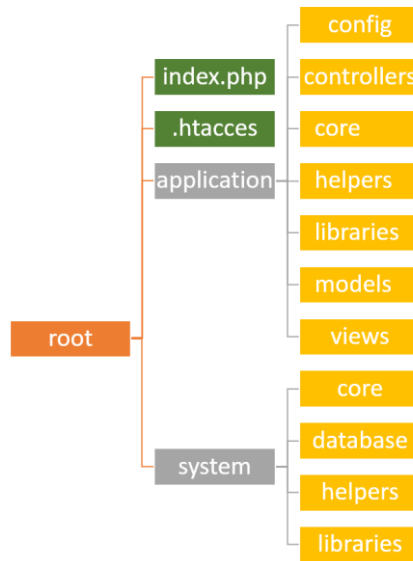 config
index.php
controllers
.htacces
core
application
helpers
libraries
models
root
views
core
database
system
helpers
libraries